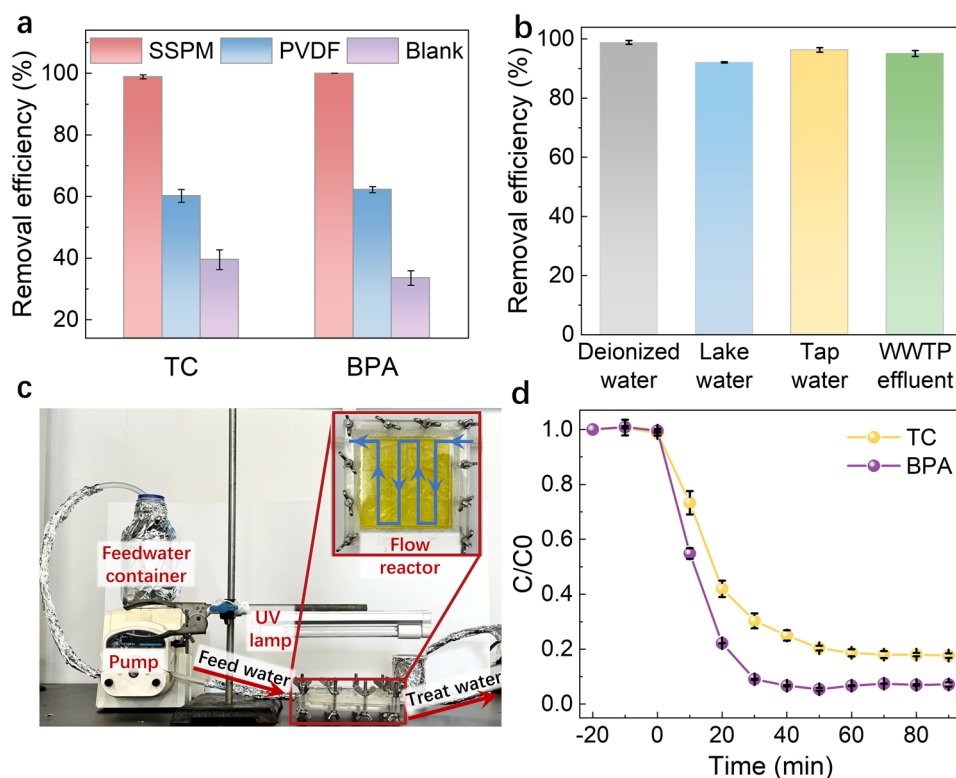 a
SSPM PVDF Blank
Removal efficiency (%)
100
80
60
40
20
TC BPA
b
Removal efficiency (%)
100
80
60
40
20
0
Deionized water
Lake water
Tap water
WWTP effluent
c
Flow
reactor
Feedwater
container
UV
lamp
Pump
Feed water
Treat water
d
TC
BPA
C/C0
1.0
0.8
0.6
0.4
0.2
0.0
-20 0 20 40 60 80
Time (min)